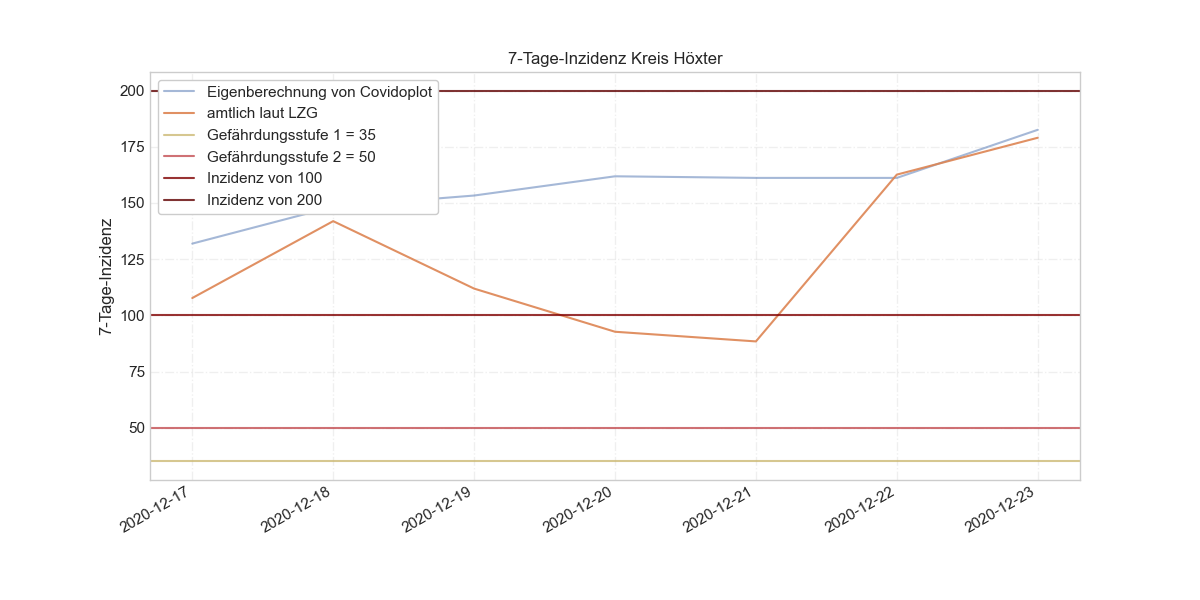 7-Tage-Inzidenz Kreis Höxter
Eigenberechnung von Covidoplot
amtlich laut LZG
Gefährdungsstufe 1 = 35
Gefährdungsstufe 2 = 50
Inzidenz von 100
Inzidenz von 200
7-Tage-Inzidenz
200
175
150
125
100
75
50
2020-12-17
2020-12-18
2020-12-19
2020-12-20
2020-12-21
2020-12-22
2020-12-23